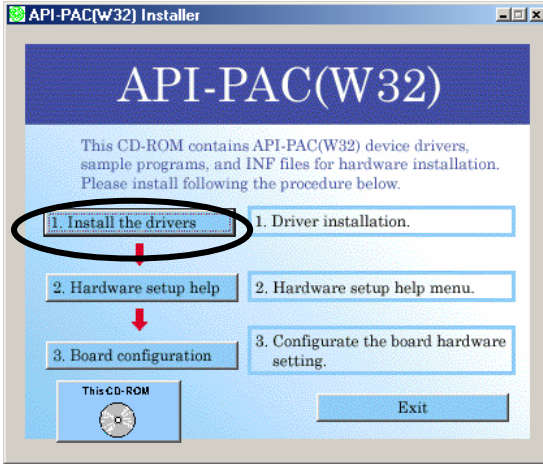 API-PAC(W32) Installer
API-PAC(W32)
This CD-ROM contains API-PAC(W32) device drivers,
sample programs, and INF files for hardware installation.
Please install following the procedure below.
1. Install the drivers
1. Driver installation.
2. Hardware setup help
2. Hardware setup help menu.
3. Board configuration
3. Configurate the board hardware
setting.
This CD-ROM
Exit